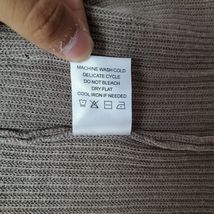 MACHINE WASH COLD
DELICATE CYCLE
DO NOT BLEACH
DRY FLAT
COOL IRON IF NEEDED